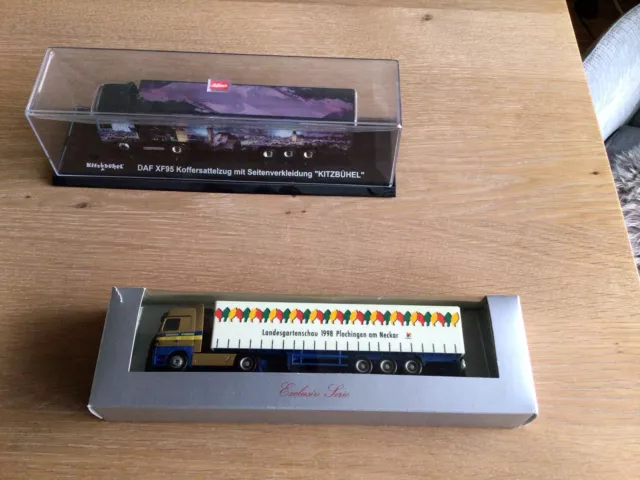 Kitzbühel
DAF XF95 Koffersattelzug mit Seitenverkleidung "KITZBÜHEL"
Landesgartenschau 1998 Plochingen am Neckar
Exclusiv Serie